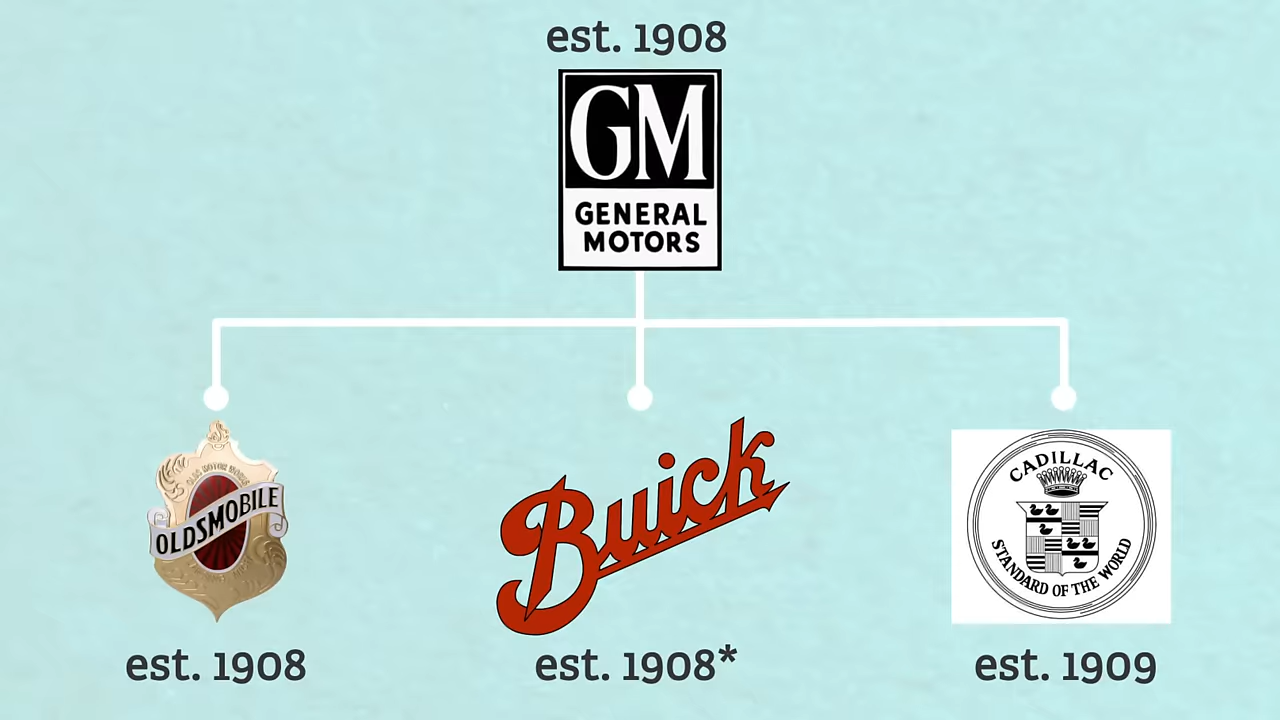 est. 1908
GM
GENERAL
MOTORS
OLDSMOBILE
Buick
CADILLAC
STANDARD OF THE WORLD
est. 1908
est. 1908*
est. 1909